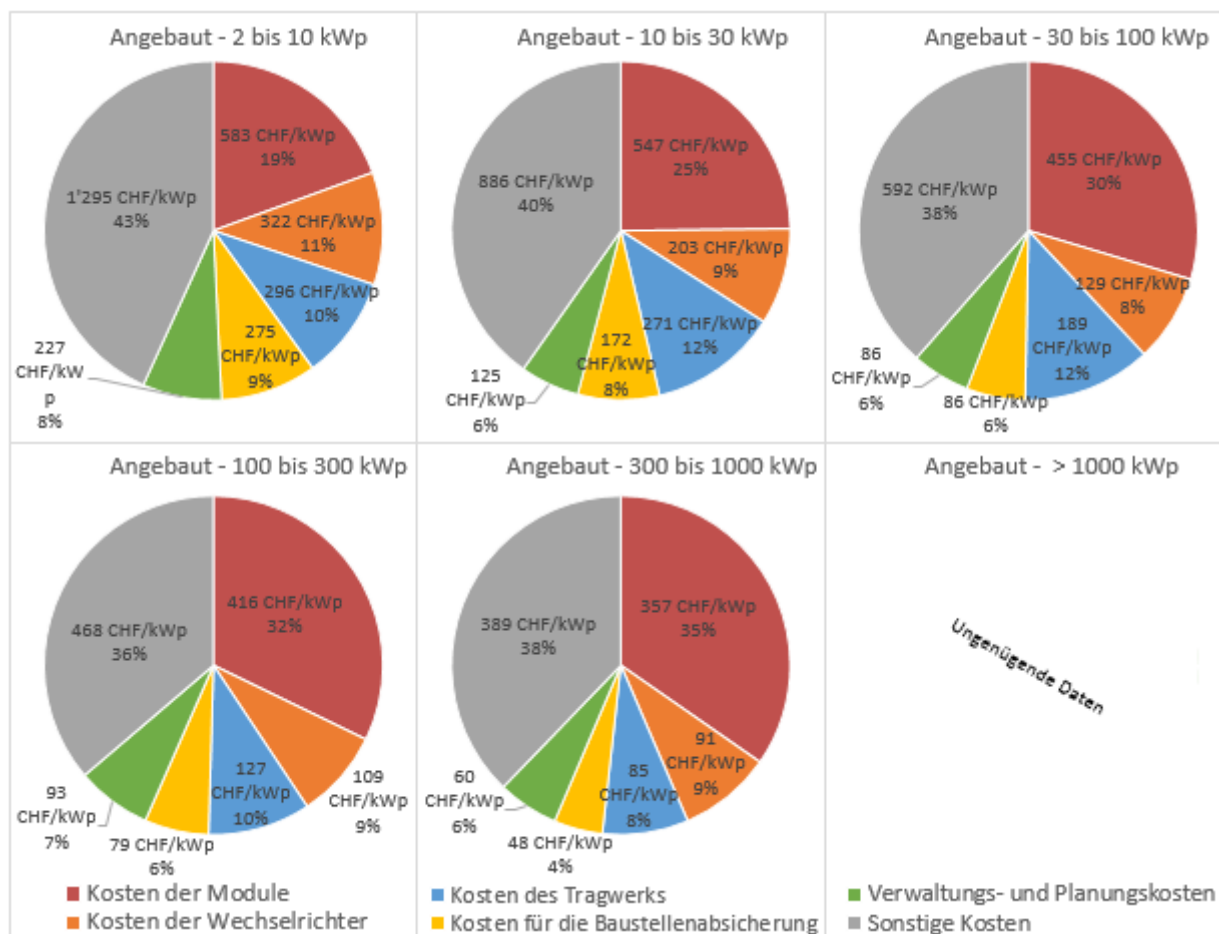 Angebaut - 2 bis 10 kWp
583 CHF/kWp
19%
322 CHF/kWp
11%
296 CHF/kWp
10%
275
CHF/kWp
9%
227
CHF/kW
p
8%
1'295 CHF/kWp
43%
Angebaut - 10 bis 30 kWp
547 CHF/kWp
25%
203 CHF/kWp
9%
271 CHF/kWp
12%
172
CHF/kWp
8%
125
CHF/kWp
6%
886 CHF/kWp
40%
Angebaut - 30 bis 100 kWp
455 CHF/kWp
30%
129 CHF/kWp
8%
189
CHF/kWp
12%
86 CHF/kWp
6%
86
CHF/kWp
6%
592 CHF/kWp
38%
Angebaut - 100 bis 300 kWp
416 CHF/kWp
32%
109
CHF/kWp
9%
127
CHF/kWp
10%
79 CHF/kWp
6%
93
CHF/kWp
7%
468 CHF/kWp
36%
Angebaut - 300 bis 1000 kWp
357 CHF/kWp
35%
91
CHF/kWp
9%
85
CHF/kWp
8%
48 CHF/kWp
4%
60
CHF/kWp
6%
389 CHF/kWp
38%
Angebaut - > 1000 kWp
Ungenügende Daten
Kosten der Module
Kosten des Tragwerks
Verwaltungs- und Planungskosten
Kosten der Wechselrichter
Kosten für die Baustellenabsicherung
Sonstige Kosten